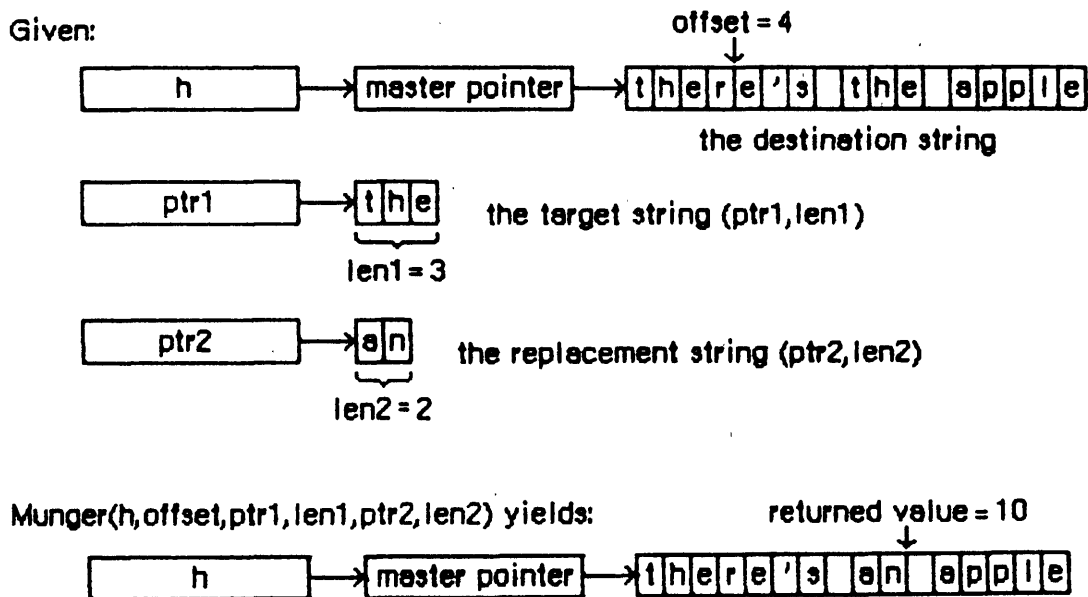 Given:
offset = 4
h master pointer there's the apple
the destination string
ptr1 the the target string (ptr1,len1)
len1 = 3
ptr2 an the replacement string (ptr2,len2)
len2 = 2
Munger(h,offset,ptr1,len1,ptr2,len2) yields: returned value = 10
h master pointer there's an apple